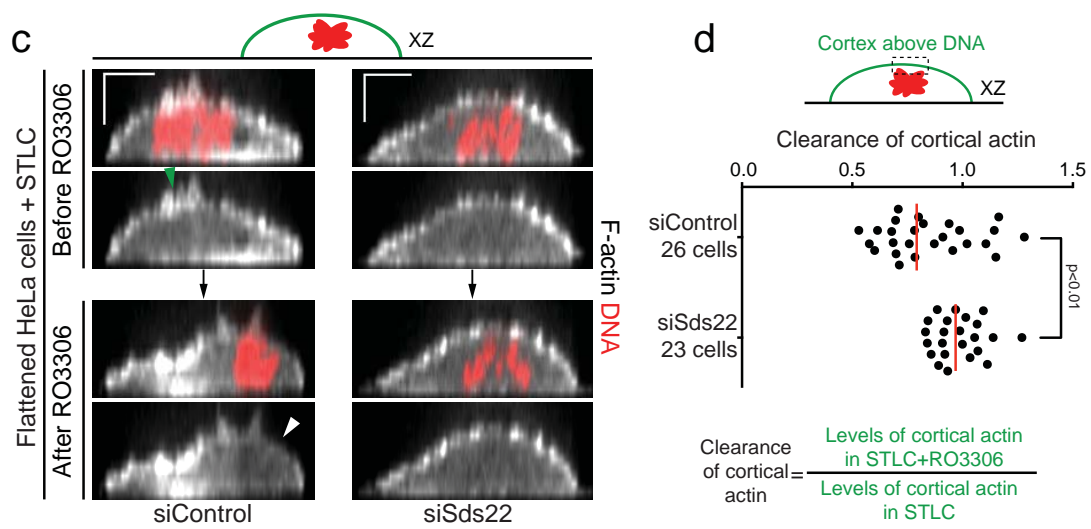 c
XZ
Flattened HeLa cells + STLC
Before RO3306
After RO3306
siControl
siSds22
F-actin DNA
d
Cortex above DNA
XZ
Clearance of cortical actin
0.0
0.5
1.0
1.5
siControl
26 cells
siSds22
23 cells
p<0.01
Clearance
of cortical
actin
=
Levels of cortical actin
in STLC+RO3306
Levels of cortical actin
in STLC